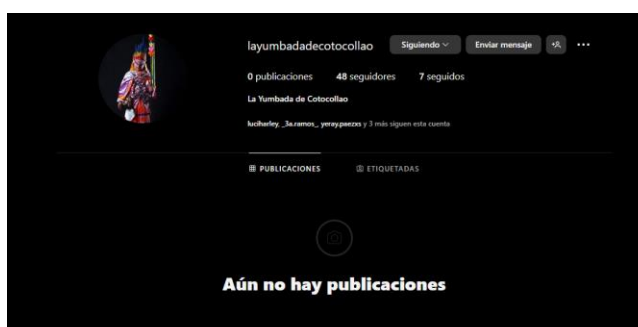 layumbadadecotocollao Siguiendo Enviar mensaje
0 publicaciones 48 seguidores 7 seguidos
La Yumbada de Cotocollao
luciharley, _3a.ramos_, yeray.paezxs y 3 más siguen esta cuenta
PUBLICACIONES ETIQUETADAS
Aún no hay publicaciones